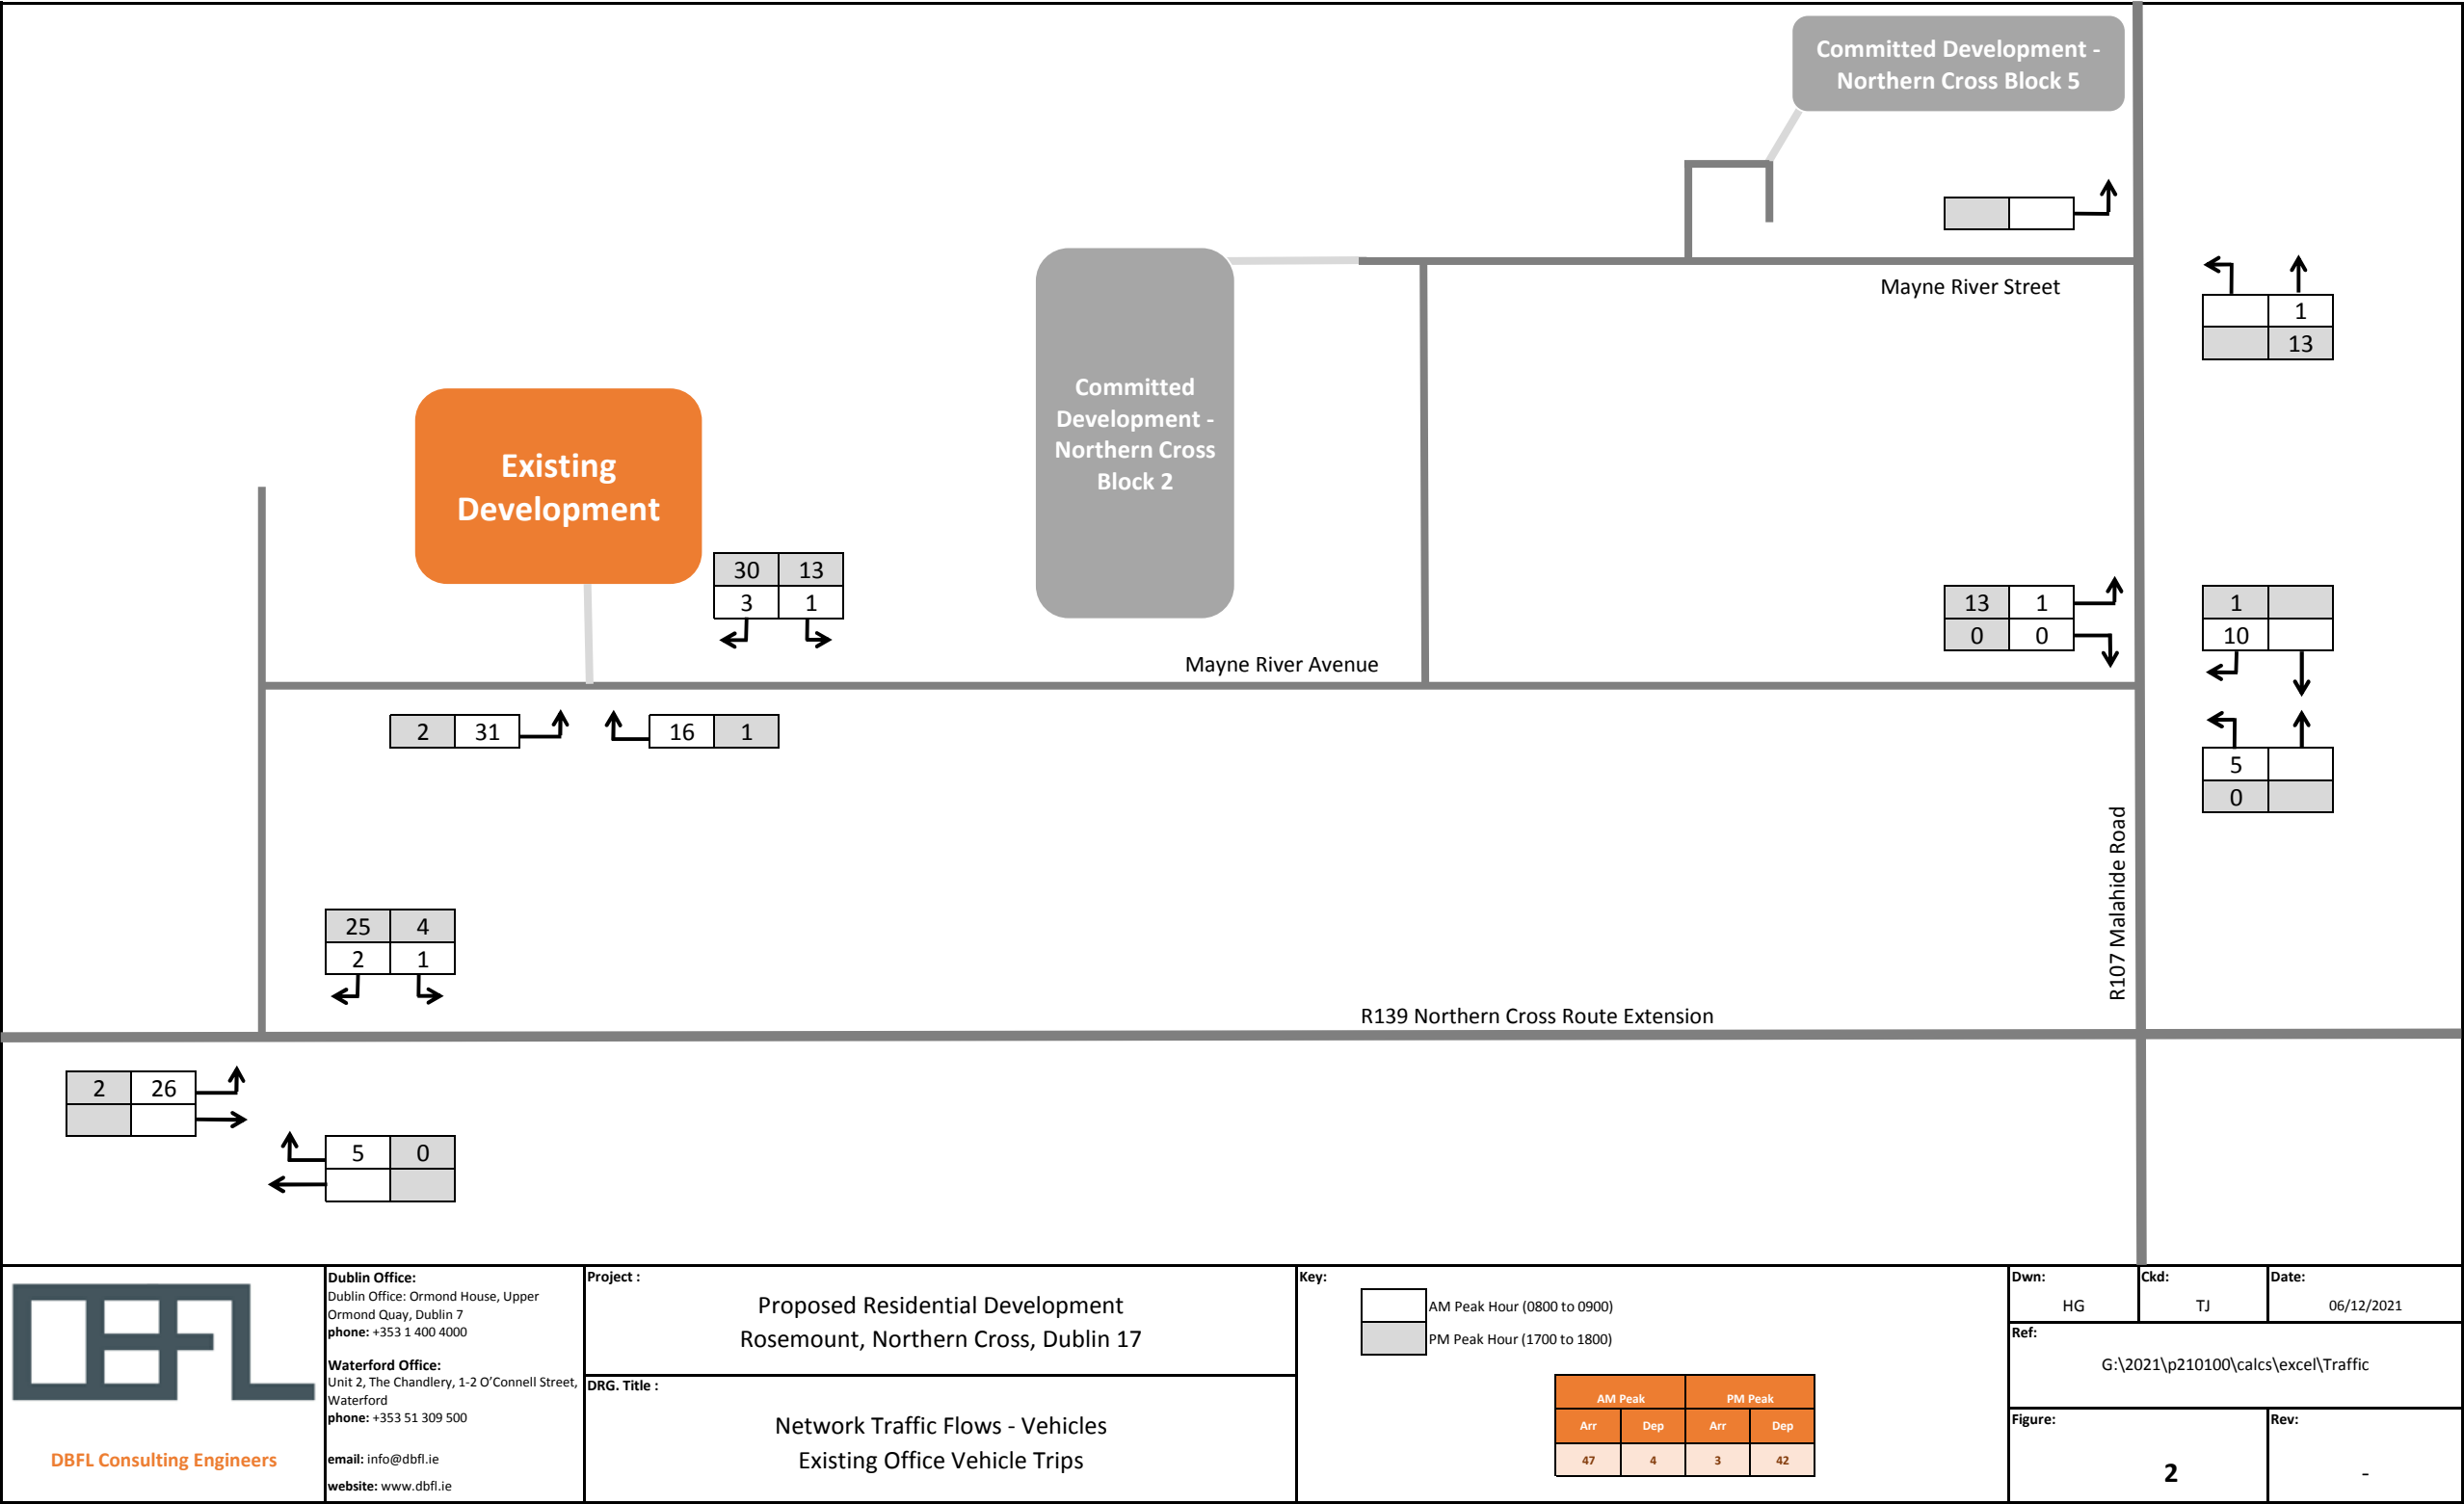 Committed Development -
Northern Cross Block 5
Mayne River Street
1
13
Committed
Development -
Northern Cross
Block 2
Existing
Development
30 13
3 1
13 1
0 0
1
10
Mayne River Avenue
2 31
16 1
5
0
R107 Malahide Road
25 4
2 1
R139 Northern Cross Route Extension
2 26
5 0
DBFL
DBFL Consulting Engineers
Dublin Office:
Dublin Office: Ormond House, Upper
Ormond Quay, Dublin 7
phone: +353 1 400 4000
Waterford Office:
Unit 2, The Chandlery, 1-2 O’Connell Street,
Waterford
phone: +353 51 309 500
email: info@dbfl.ie
website: www.dbfl.ie
Project :
Proposed Residential Development
Rosemount, Northern Cross, Dublin 17
DRG. Title :
Network Traffic Flows - Vehicles
Existing Office Vehicle Trips
Key:
AM Peak Hour (0800 to 0900)
PM Peak Hour (1700 to 1800)
AM Peak PM Peak
Arr Dep Arr Dep
47 4 3 42
Dwn: Ckd: Date:
HG TJ 06/12/2021
Ref:
G:\2021\p210100\calcs\excel\Traffic
Figure: Rev:
2 -